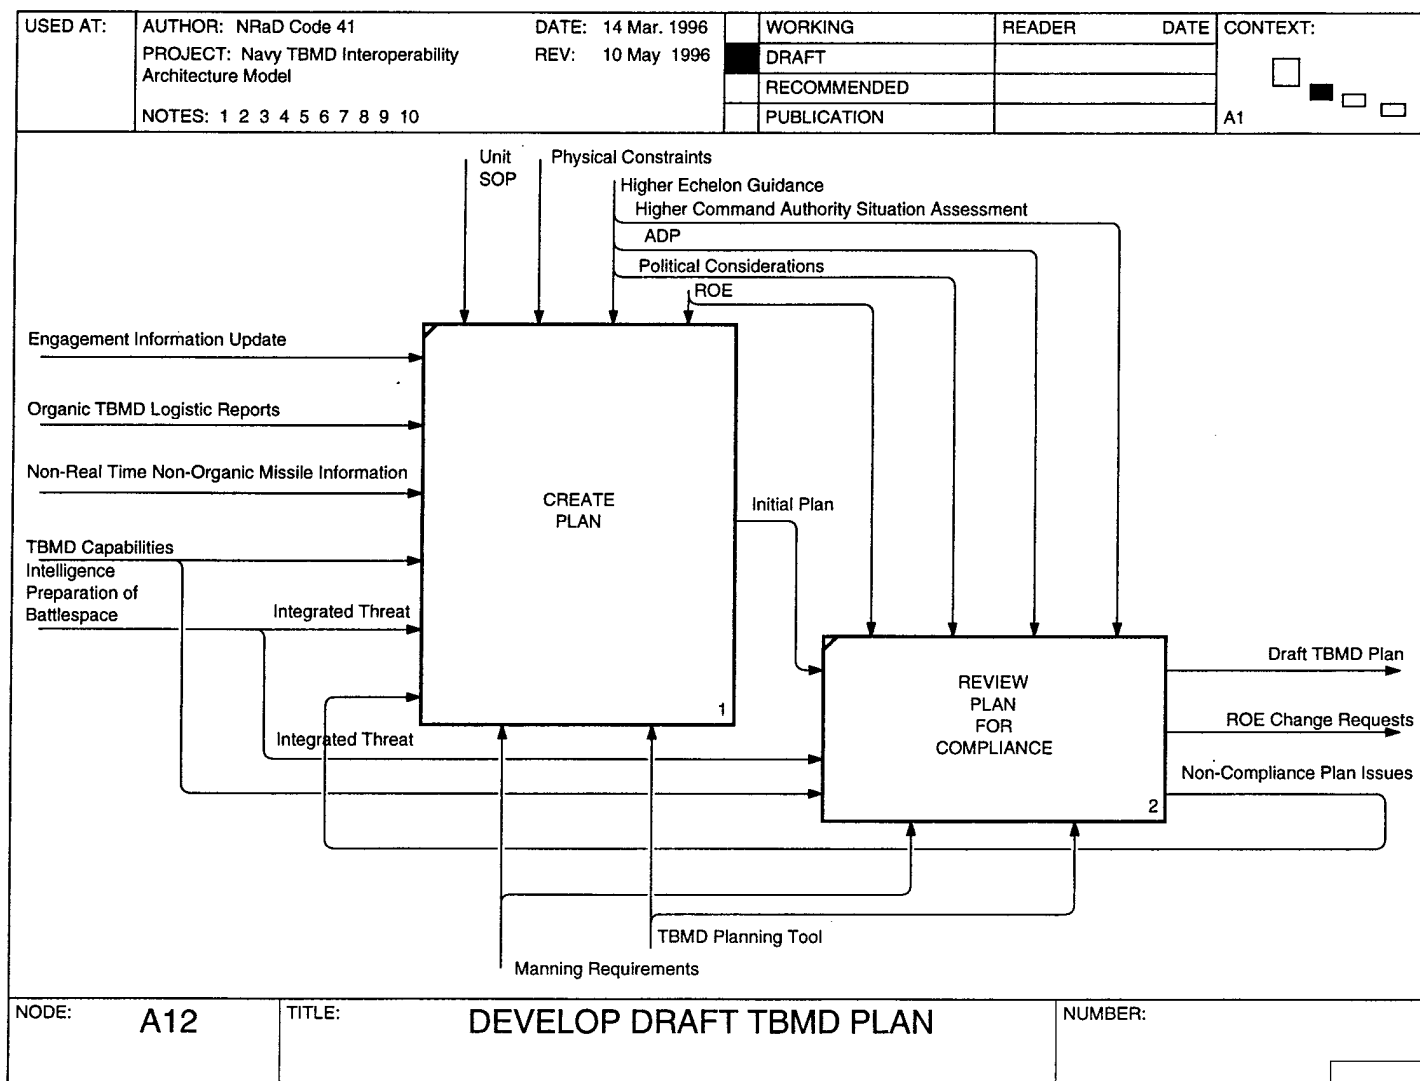 USED AT:
AUTHOR: NRaD Code 41
DATE: 14 Mar. 1996
PROJECT: Navy TBMD Interoperability
Architecture Model
REV: 10 May 1996
NOTES: 1 2 3 4 5 6 7 8 9 10
WORKING
DRAFT
RECOMMENDED
PUBLICATION
READER DATE
CONTEXT:
A1
Unit
SOP
Physical Constraints
Higher Echelon Guidance
Higher Command Authority Situation Assessment
ADP
Political Considerations
ROE
Engagement Information Update
Organic TBMD Logistic Reports
Non-Real Time Non-Organic Missile Information
TBMD Capabilities
Intelligence
Preparation of
Battlespace
Integrated Threat
Integrated Threat
CREATE
PLAN
1
Initial Plan
REVIEW
PLAN
FOR
COMPLIANCE
2
Draft TBMD Plan
ROE Change Requests
Non-Compliance Plan Issues
TBMD Planning Tool
Manning Requirements
NODE:
A12
TITLE:
DEVELOP DRAFT TBMD PLAN
NUMBER: